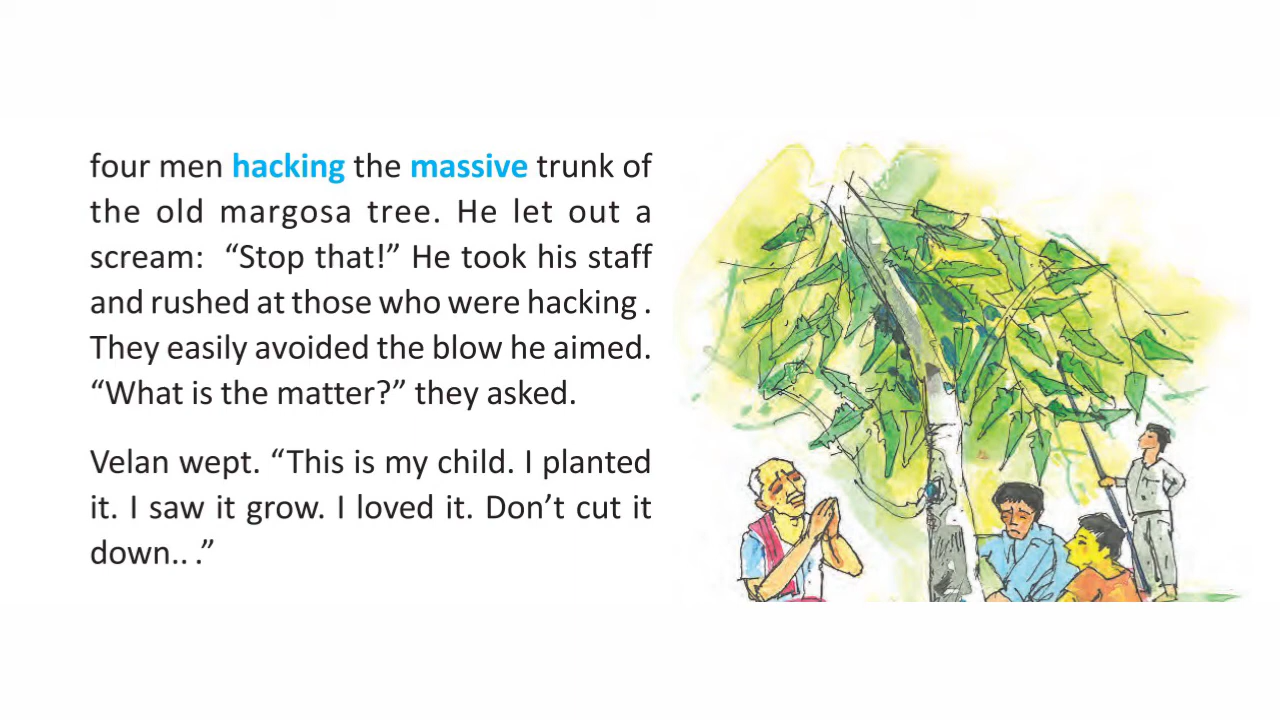 four men hacking the massive trunk of
the old margosa tree. He let out a
scream: “Stop that!” He took his staff
and rushed at those who were hacking .
They easily avoided the blow he aimed.
“What is the matter?” they asked.
Velan wept. “This is my child. I planted
it. I saw it grow. I loved it. Don’t cut it
down.. .”